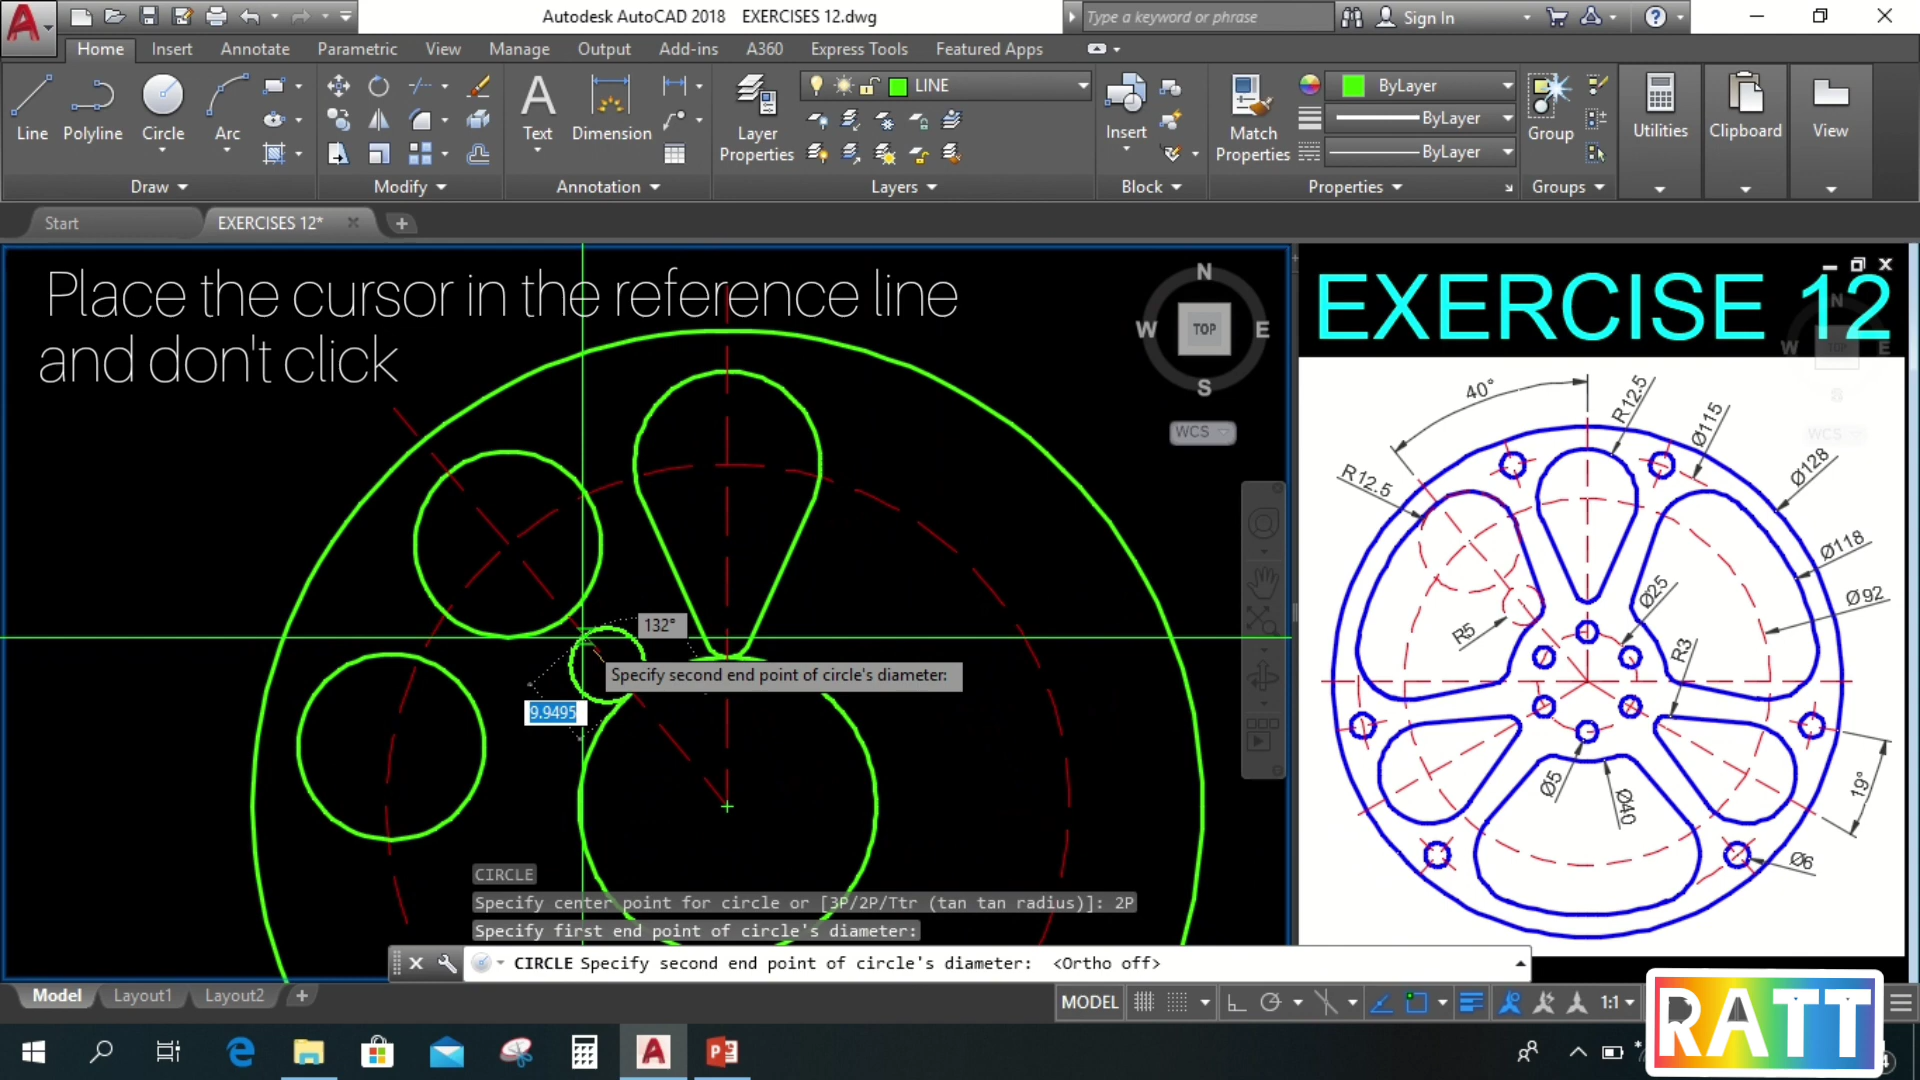 Autodesk AutoCAD 2018 EXERCISES 12.dwg
Type a keyword or phrase
Sign In
Home Insert Annotate Parametric View Manage Output Add-ins A360 Express Tools Featured Apps
LINE
ByLayer
ByLayer
ByLayer
Line Polyline Circle Arc
Text Dimension
Layer Properties
Insert
Match Properties
Group
Utilities Clipboard View
Draw Modify Annotation Layers Block Properties Groups
Start EXERCISES 12*
Place the cursor in the reference line
and don't click
N
W TOP E
S
WCS
EXERCISE 12
N
W TOP E
S
WCS
40°
R12.5
Ø115
Ø128
R12.5
Ø118
Ø92
Ø25
R5
R3
Ø5
Ø40
19°
Ø6
132°
Specify second end point of circle's diameter:
9.9495
CIRCLE
Specify center point for circle or [3P/2P/Ttr (tan tan radius)]: 2P
Specify first end point of circle's diameter:
CIRCLE Specify second end point of circle's diameter: <Ortho off>
Model Layout1 Layout2
MODEL
1:1
RATT